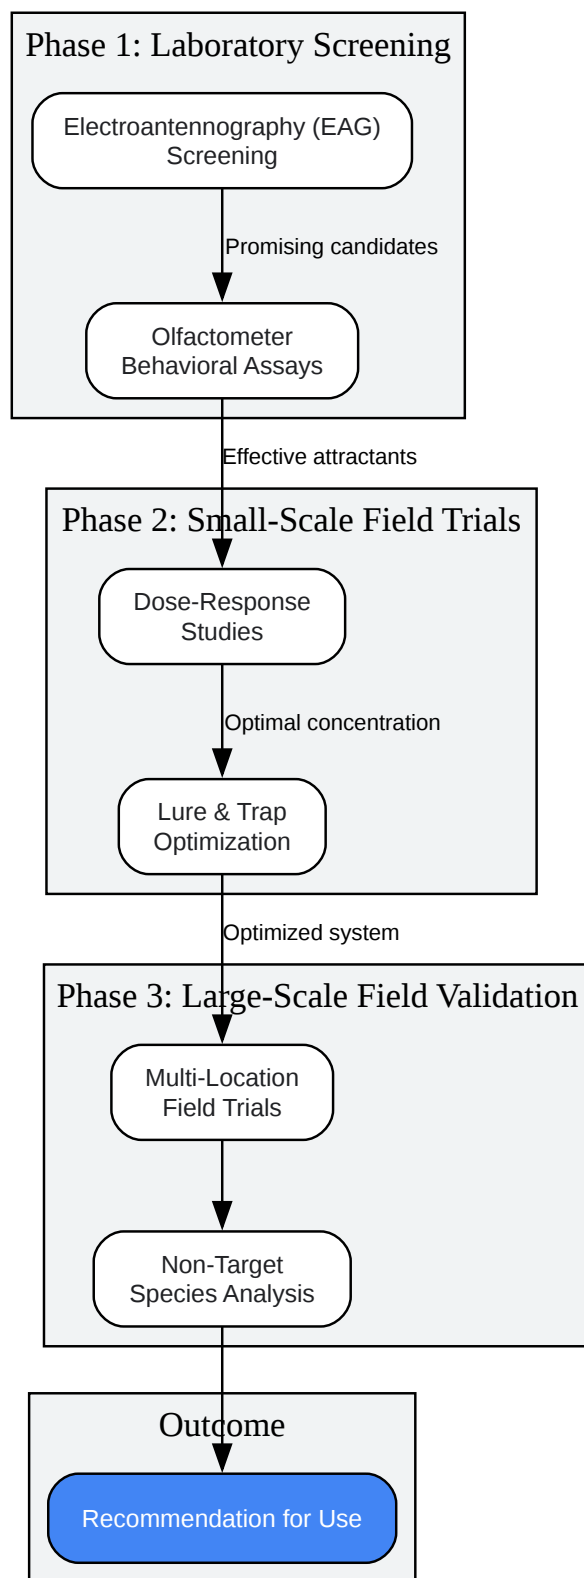 Phase 1: Laboratory Screening
Electroantennography (EAG)
Screening
Promising candidates
Olfactometer
Behavioral Assays
Effective attractants
Phase 2: Small-Scale Field Trials
Dose-Response
Studies
Optimal concentration
Lure & Trap
Optimization
Optimized system
Phase 3: Large-Scale Field Validation
Multi-Location
Field Trials
Non-Target
Species Analysis
Outcome
Recommendation for Use